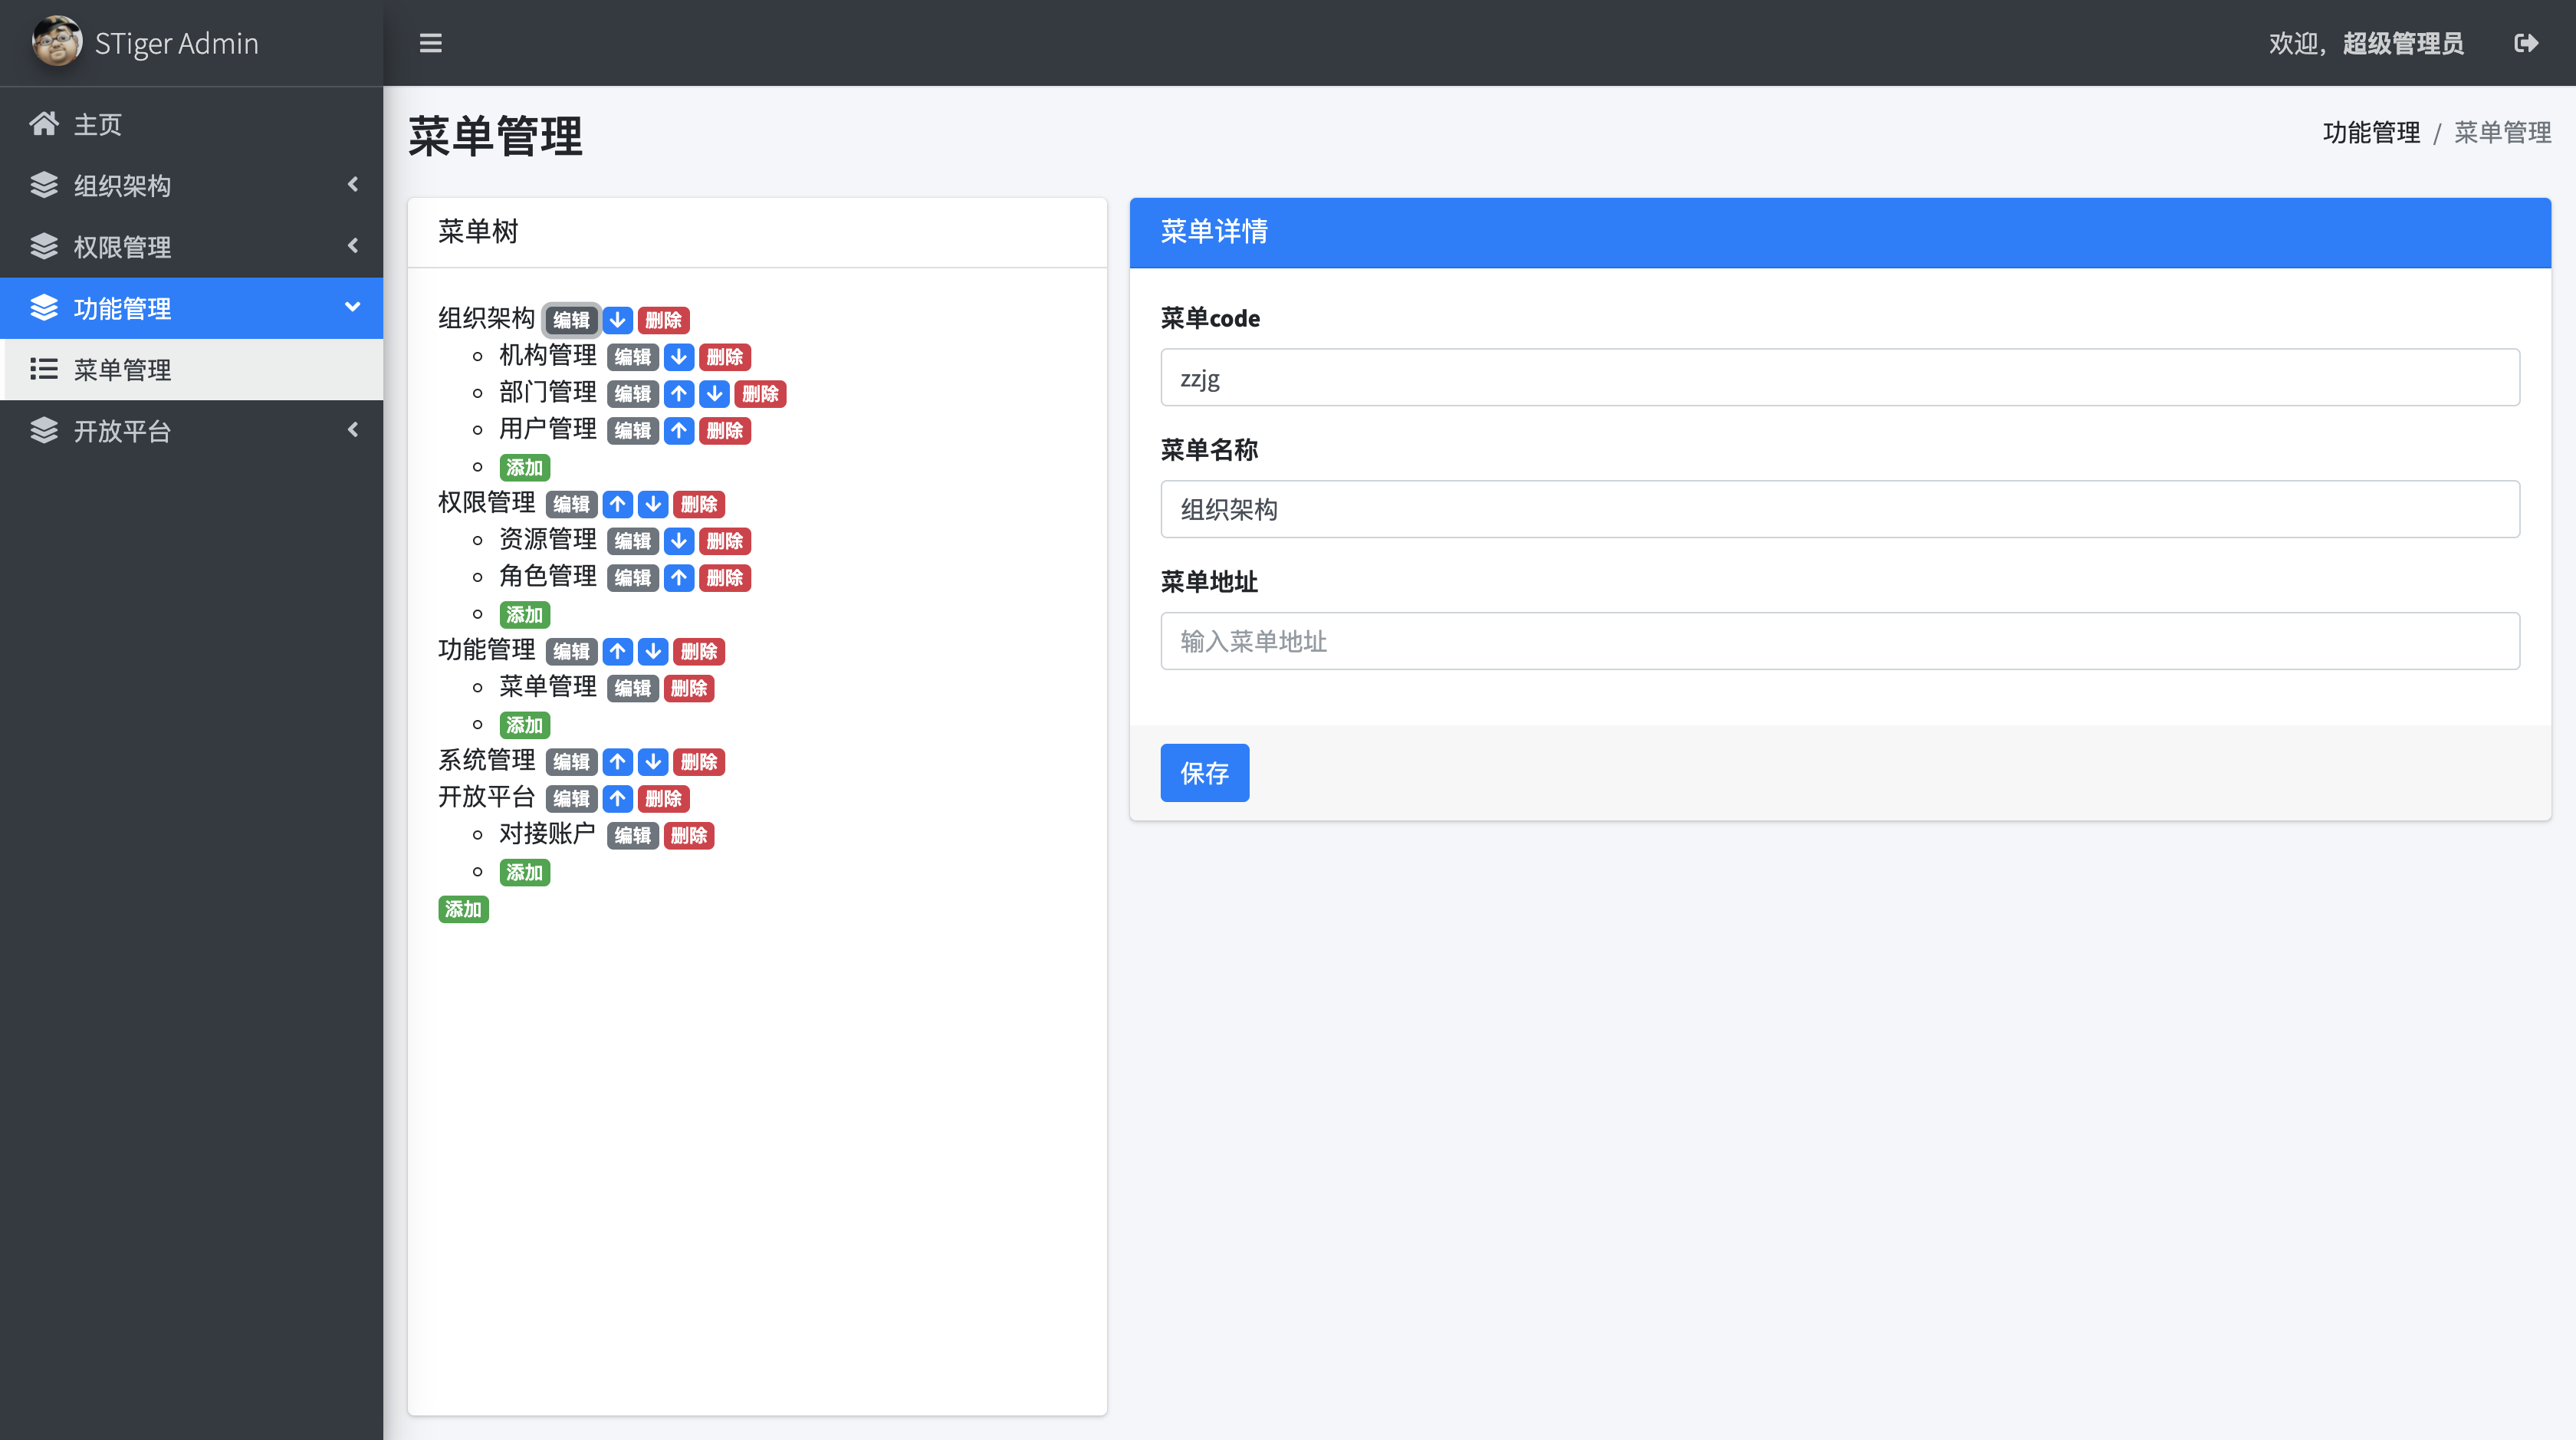 STiger Admin
欢迎，超级管理员
主页
组织架构
权限管理
功能管理
菜单管理
开放平台
菜单管理
功能管理 / 菜单管理
菜单树
组织架构 编辑 删除
机构管理 编辑 删除
部门管理 编辑 删除
用户管理 编辑 删除
添加
权限管理 编辑 删除
资源管理 编辑 删除
角色管理 编辑 删除
添加
功能管理 编辑 删除
菜单管理 编辑 删除
添加
系统管理 编辑 删除
开放平台 编辑 删除
对接账户 编辑 删除
添加
添加
菜单详情
菜单code
zzjg
菜单名称
组织架构
菜单地址
输入菜单地址
保存